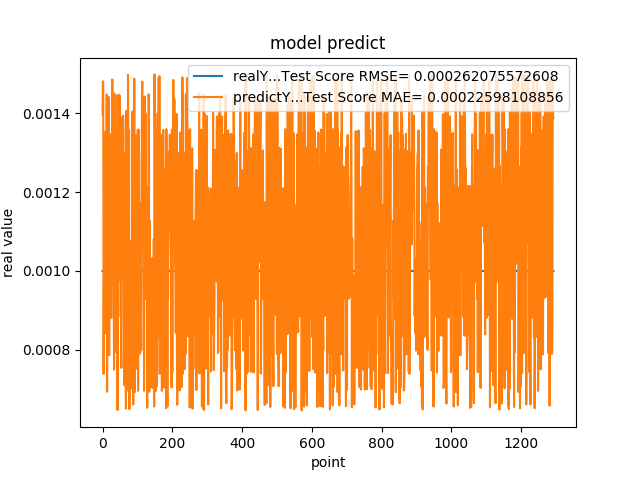 model predict
realY...Test Score RMSE= 0.000262075572608
predictY...Test Score MAE= 0.00022598108856
0.0014
0.0012
0.0010
0.0008
real value
0
200
400
600
800
1000
1200
point